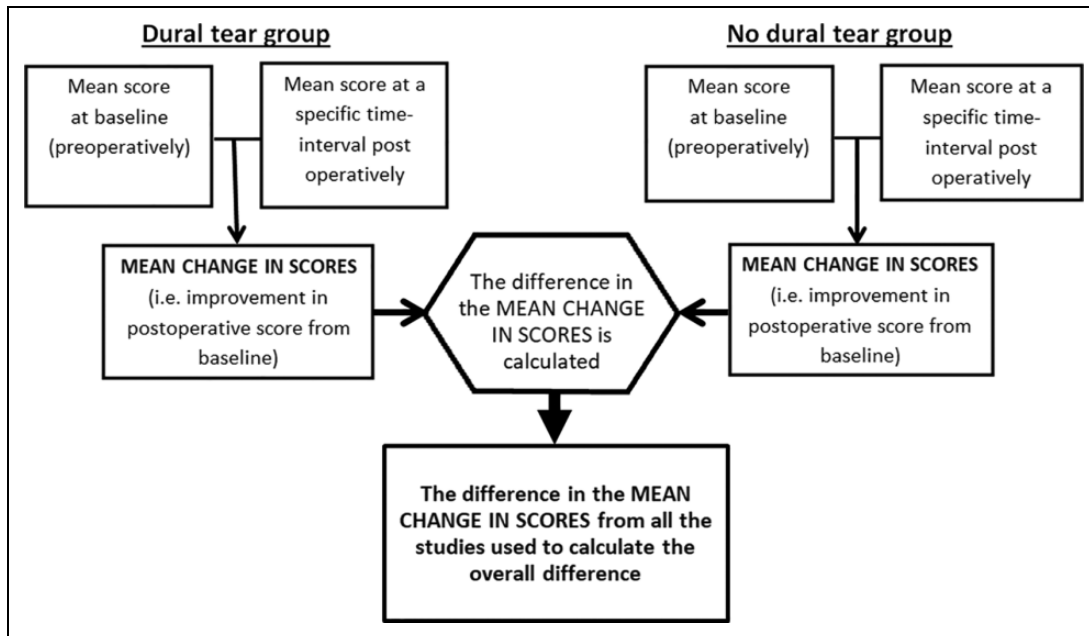 Dural tear group
Mean score
at baseline
(preoperatively)
Mean score at a
specific time-
interval post
operatively
MEAN CHANGE IN SCORES
(i.e. improvement in
postoperative score from
baseline)
No dural tear group
Mean score
at baseline
(preoperatively)
Mean score at a
specific time-
interval post
operatively
MEAN CHANGE IN SCORES
(i.e. improvement in
postoperative score from
baseline)
The difference in
the MEAN CHANGE
IN SCORES is
calculated
The difference in the MEAN
CHANGE IN SCORES from all the
studies used to calculate the
overall difference